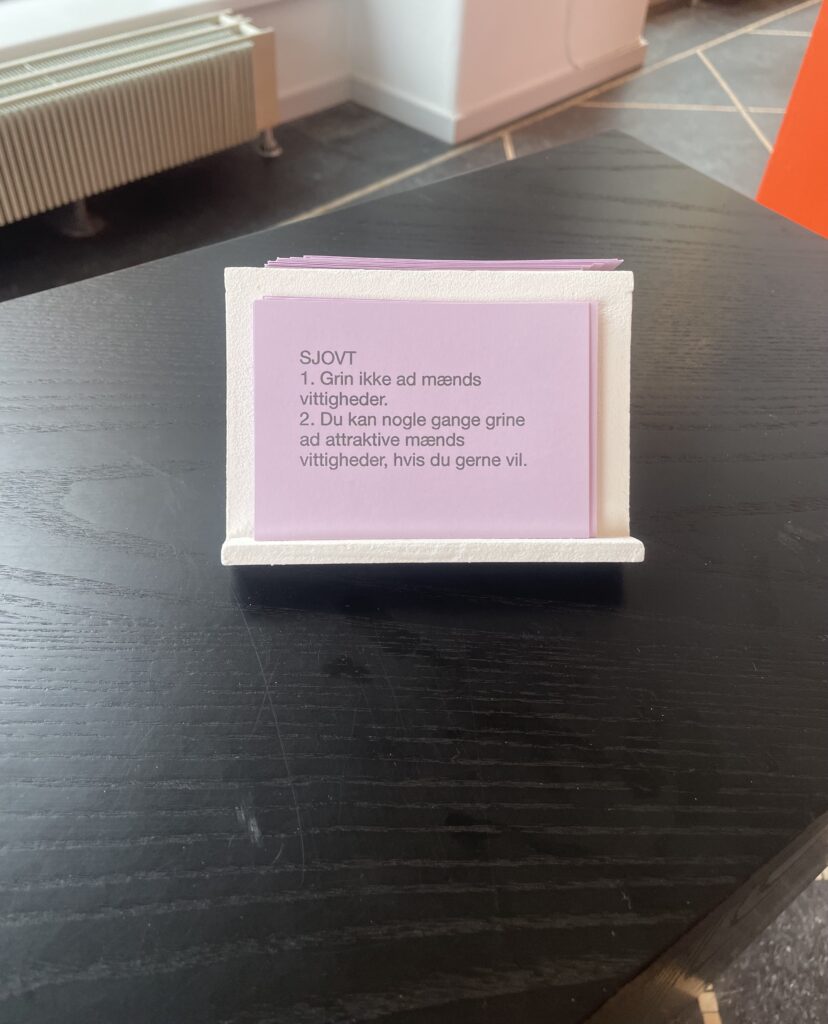 SJOVT
1. Grin ikke ad mænds
vittigheder.
2. Du kan nogle gange grine
ad attraktive mænds
vittigheder, hvis du gerne vil.